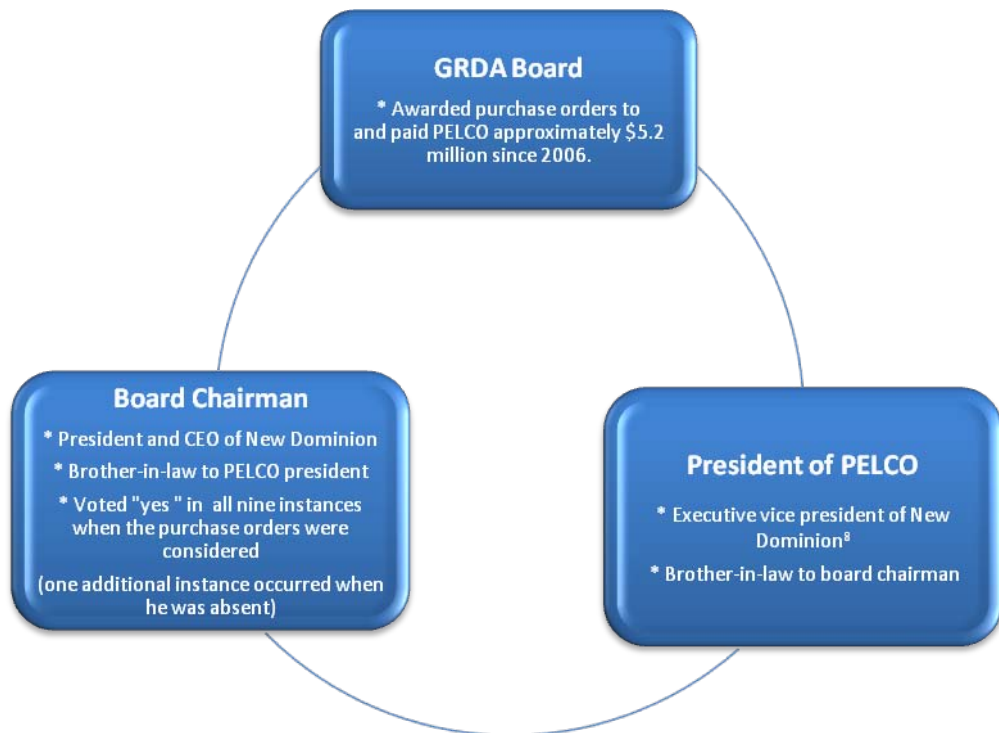 GRDA Board
* Awarded purchase orders to
and paid PELCO approximately $5.2
million since 2006.
Board Chairman
* President and CEO of New Dominion
* Brother-in-law to PELCO president
* Voted "yes " in all nine instances
when the purchase orders were
considered
(one additional instance occurred when
he was absent)
President of PELCO
* Executive vice president of New
Dominion⁸
* Brother-in-law to board chairman